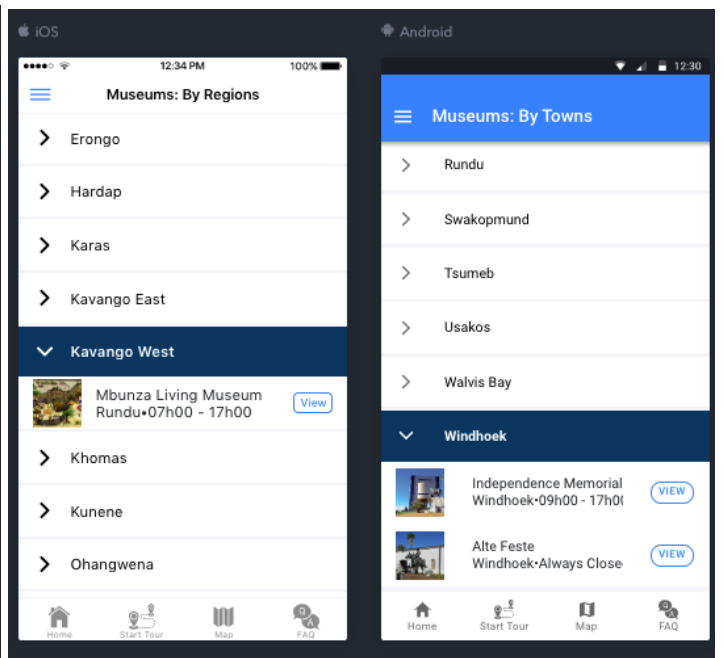 iOS
12:34 PM
100%
Museums: By Regions
Erongo
Hardap
Karas
Kavango East
Kavango West
Mbunza Living Museum
Rundu•07h00 - 17h00
View
Khomas
Kunene
Ohangwena
Home
Start Tour
Map
FAQ
Android
12:30
Museums: By Towns
Rundu
Swakopmund
Tsumeb
Usakos
Walvis Bay
Windhoek
Independence Memorial
Windhoek•09h00 - 17h0
VIEW
Alte Feste
Windhoek•Always Close
VIEW
Home
Start Tour
Map
FAQ